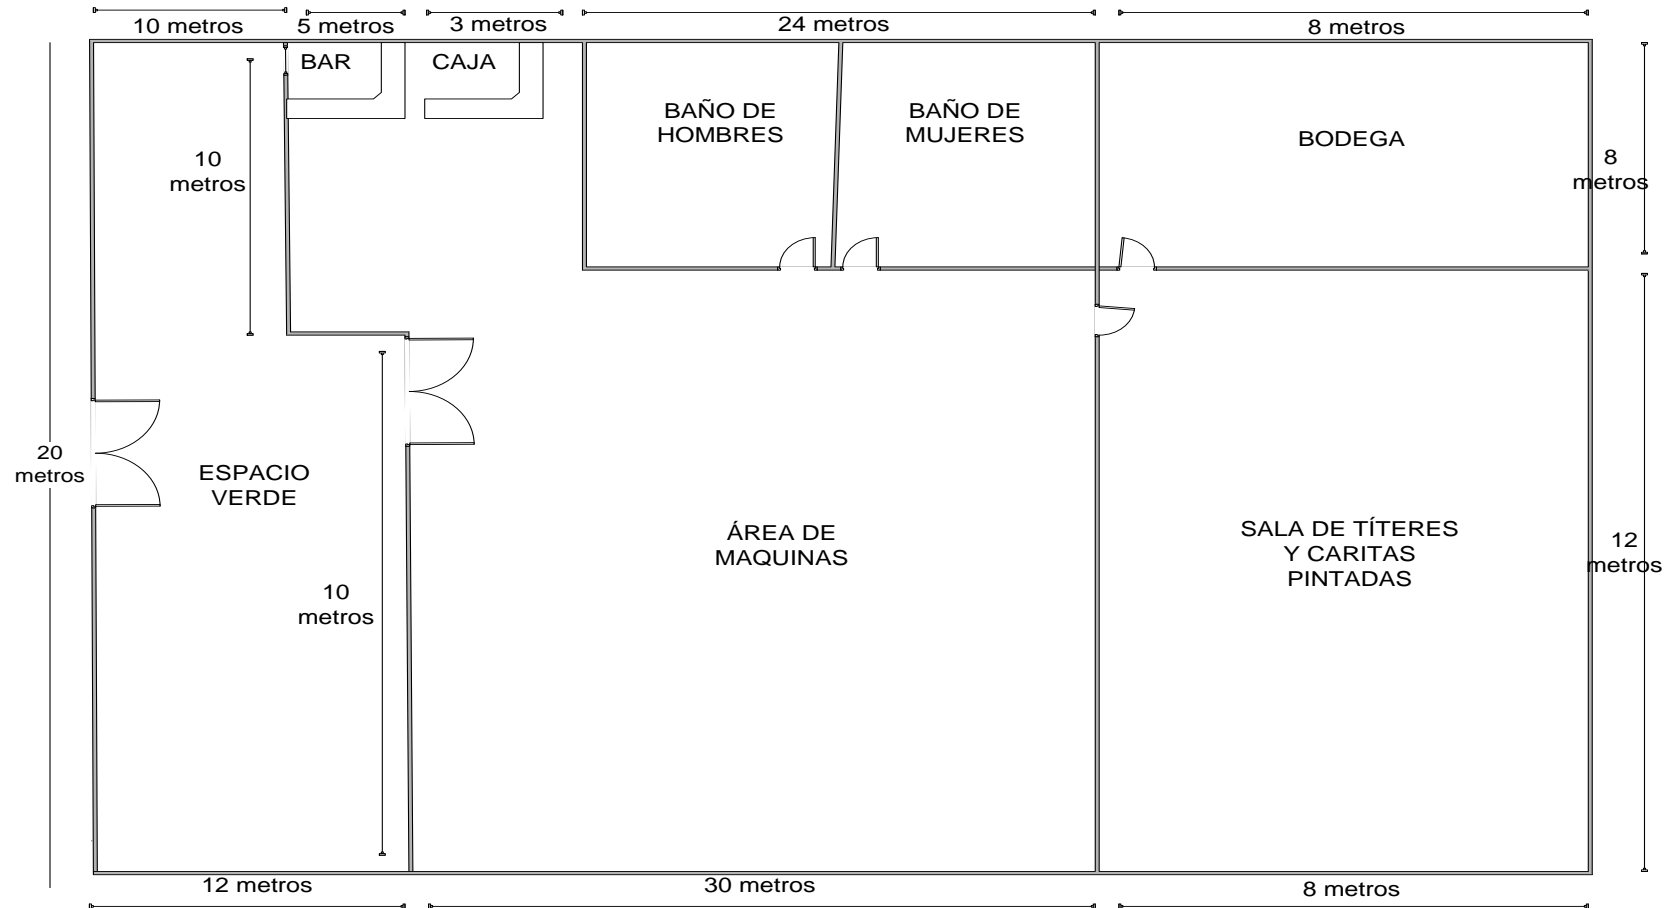 10 metros
5 metros
3 metros
24 metros
8 metros
BAR
CAJA
BAÑO DE
HOMBRES
BAÑO DE
MUJERES
BODEGA
10
metros
8
metros
20
metros
ESPACIO
VERDE
ÁREA DE
MAQUINAS
SALA DE TÍTERES
Y CARITAS
PINTADAS
12
metros
10
metros
12 metros
30 metros
8 metros